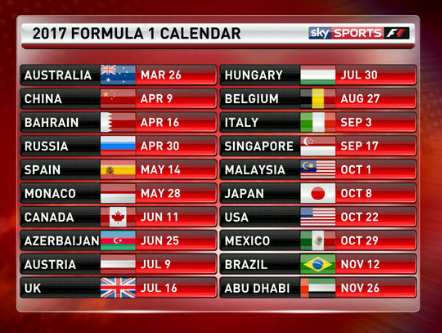 2017 FORMULA 1 CALENDAR
sky SPORTS F1
AUSTRALIA MAR 26
CHINA APR 9
BAHRAIN APR 16
RUSSIA APR 30
SPAIN MAY 14
MONACO MAY 28
CANADA JUN 11
AZERBAIJAN JUN 25
AUSTRIA JUL 9
UK JUL 16
HUNGARY JUL 30
BELGIUM AUG 27
ITALY SEP 3
SINGAPORE SEP 17
MALAYSIA OCT 1
JAPAN OCT 8
USA OCT 22
MEXICO OCT 29
BRAZIL NOV 12
ABU DHABI NOV 26